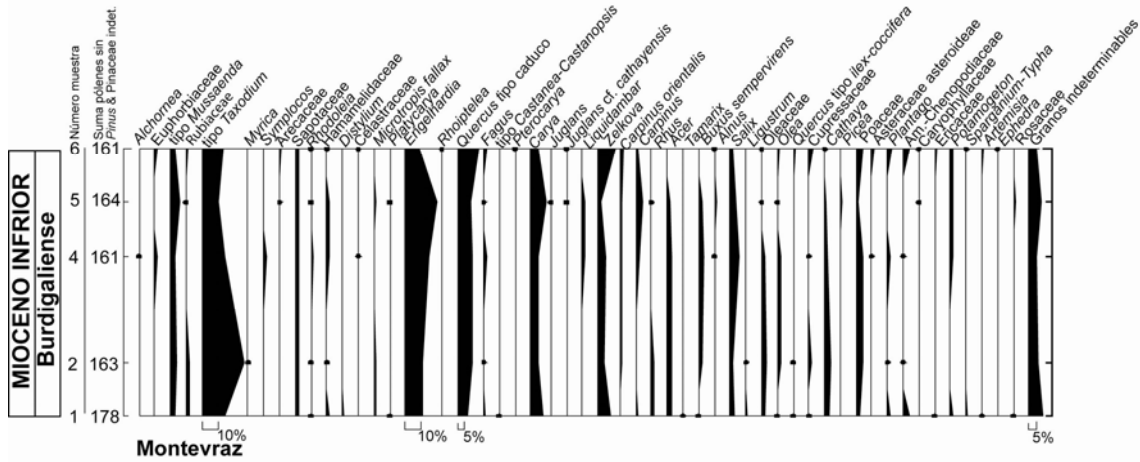 Número muestra
Suma pólenes sin
Pinus & Pinaceae indet.
Alchornea
Euphorbiaceae
tipo Mussaenda
Rubiaceae
tipo Taxodium
Myrica
Symplocos
Arecaceae
Sapotaceae
Rhodoleia
Hamamelidaceae
Distylium
Celastraceae
Microtropis fallax
Platycarya
Engelhardia
Rhoiptelea
Quercus tipo caduco
Fagus
tipo Castanea-Castanopsis
Pterocarya
Carya
Juglans
Juglans cf. cathayensis
Liquidambar
Zelkova
Carpinus orientalis
Carpinus
Rhus
Acer
Tamarix
Buxus sempervirens
Alnus
Salix
Ligustrum
Oleaceae
Olea
Quercus tipo ilex-coccifera
Cupressaceae
Cathaya
Picea
Poaceae
Asteraceae asteroideae
Plantago
Am.-Chenopodiaceae
Caryophyllaceae
Ericaceae
Potamogeton
Sparganium-Typha
Artemisia
Ephedra
Rosaceae
Granos indeterminables
MIOCENO INFRIOR
Burdigaliense
6 161
5 164
4 161
2 163
1 178
10% 10% 5% 5%
Montevraz